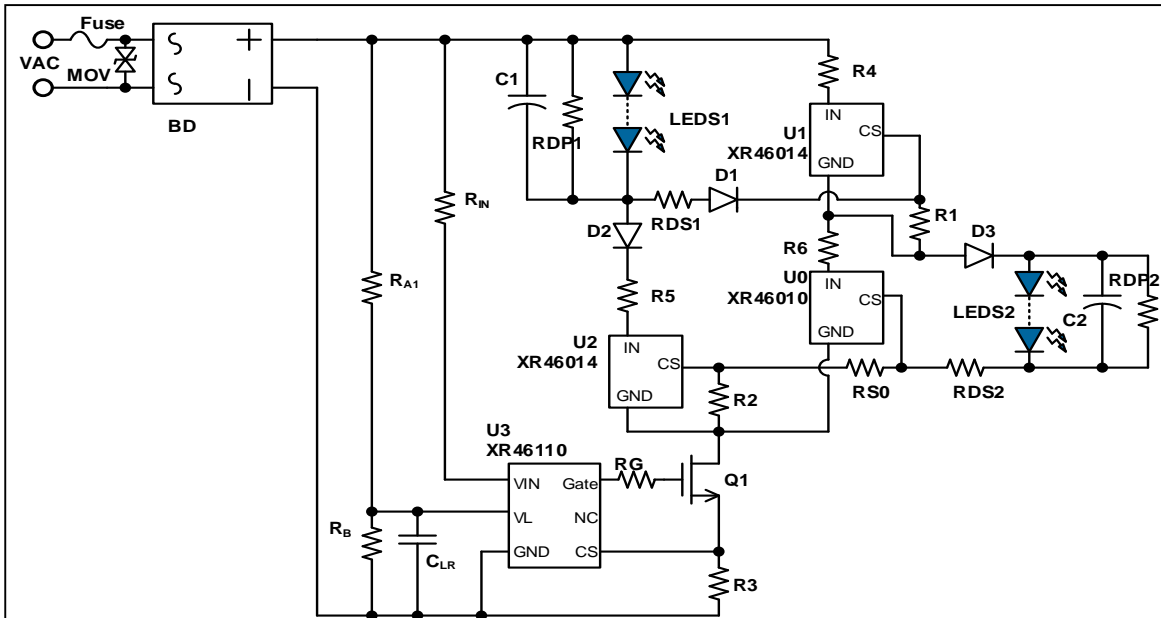 Fuse
VAC
MOV
BD
C1
RDP1
LEDS1
R4
IN
CS
GND
U1
XR46014
RIN
D1
RDS1
D2
R1
D3
R6
U0
XR46010
IN
CS
GND
RA1
R5
LEDS2
C2
RDP2
U2
XR46014
IN
CS
GND
R2
RS0
RDS2
U3
XR46110
RG
Q1
VIN
Gate
VL
NC
GND
CS
RB
CLR
R3